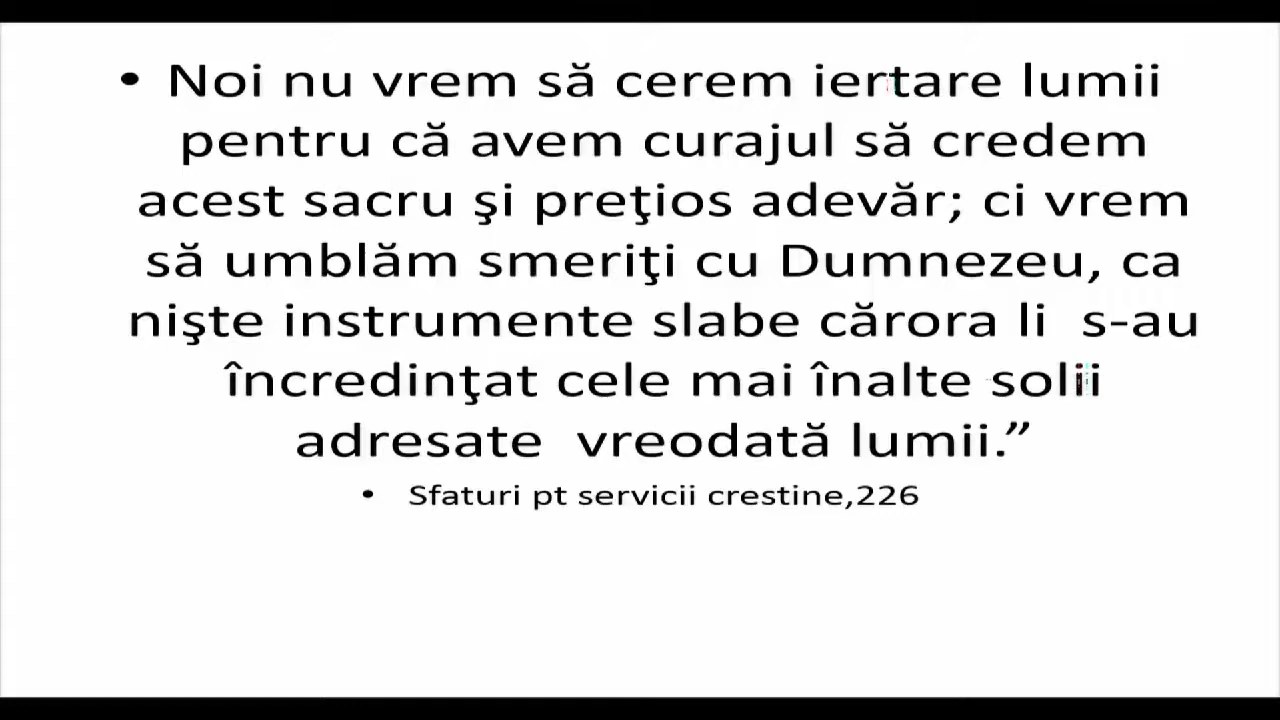 • Noi nu vrem să cerem iertare lumii
pentru că avem curajul să credem
acest sacru şi preţios adevăr; ci vrem
să umblăm smeriţi cu Dumnezeu, ca
nişte instrumente slabe cărora li  s-au
încredinţat cele mai înalte solii
adresate  vreodată lumii.”
• Sfaturi pt servicii crestine,226